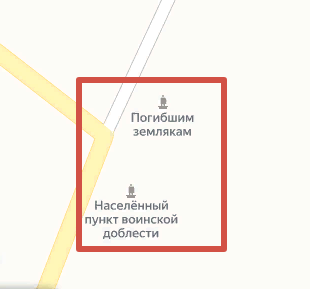 Погибшим
землякам
Населённый
пункт воинской
доблести